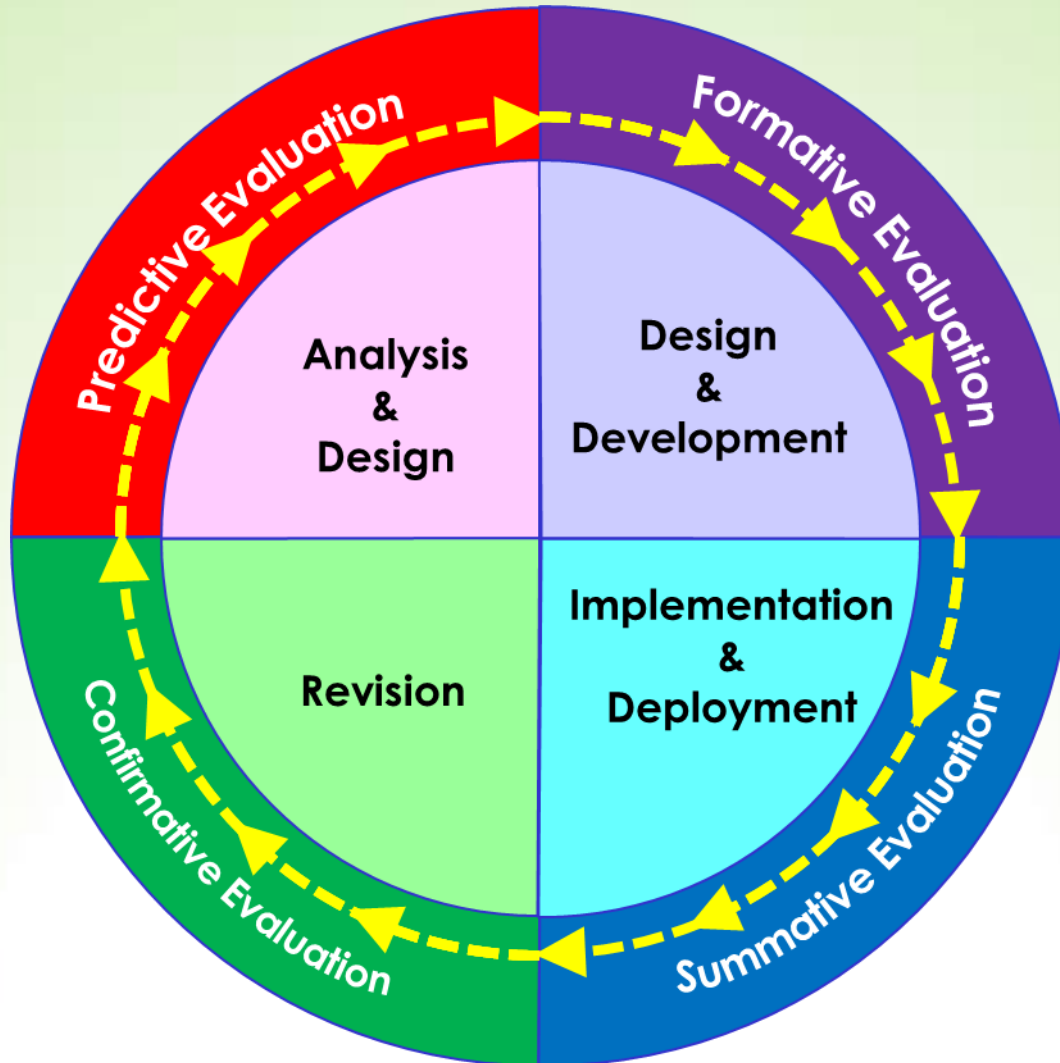 Predictive Evaluation
Formative Evaluation
Analysis
&
Design
Design
&
Development
Revision
Implementation
&
Deployment
Confirmative Evaluation
Summative Evaluation